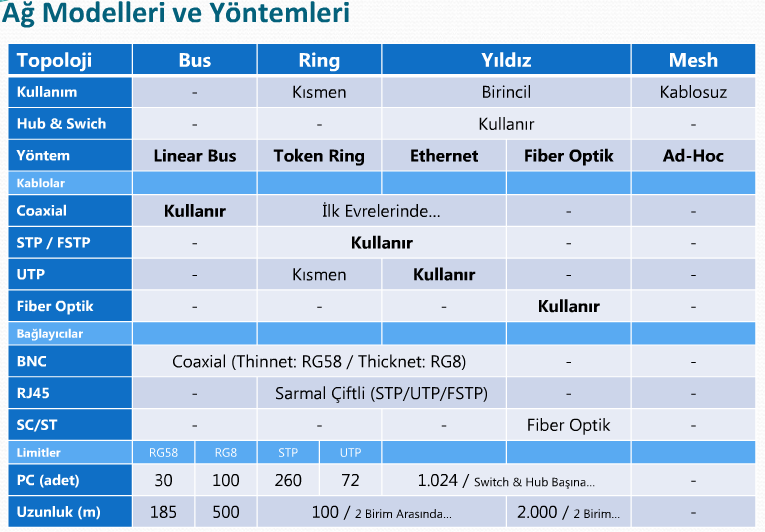 Ağ Modelleri ve Yöntemleri
Topoloji Bus Ring Yıldız Mesh
Kullanım - Kısmen Birincil Kablosuz
Hub & Swich - - Kullanır -
Yöntem Linear Bus Token Ring Ethernet Fiber Optik Ad-Hoc
Kablolar
Coaxial Kullanır İlk Evrelerinde... - -
STP / FSTP - Kullanır - -
UTP - Kısmen Kullanır - -
Fiber Optik - - - Kullanır -
Bağlayıcılar
BNC Coaxial (Thinnet: RG58 / Thicknet: RG8) - -
RJ45 - Sarmal Çiftli (STP/UTP/FSTP) - -
SC/ST - - - Fiber Optik -
Limitler RG58 RG8 STP UTP
PC (adet) 30 100 260 72 1.024 / Switch & Hub Başına... -
Uzunluk (m) 185 500 100 / 2 Birim Arasında... 2.000 / 2 Birim... -